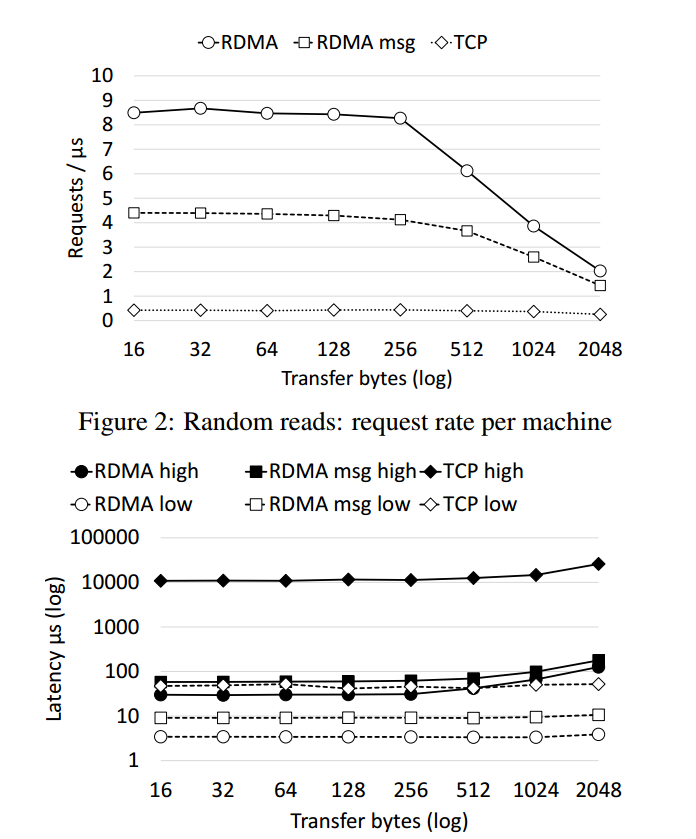 RDMA RDMA msg TCP
10
9
8
7
6
5
4
3
2
1
0
Requests / µs
16 32 64 128 256 512 1024 2048
Transfer bytes (log)
Figure 2: Random reads: request rate per machine
RDMA high RDMA msg high TCP high
RDMA low RDMA msg low TCP low
100000
10000
1000
100
10
1
Latency µs (log)
16 32 64 128 256 512 1024 2048
Transfer bytes (log)